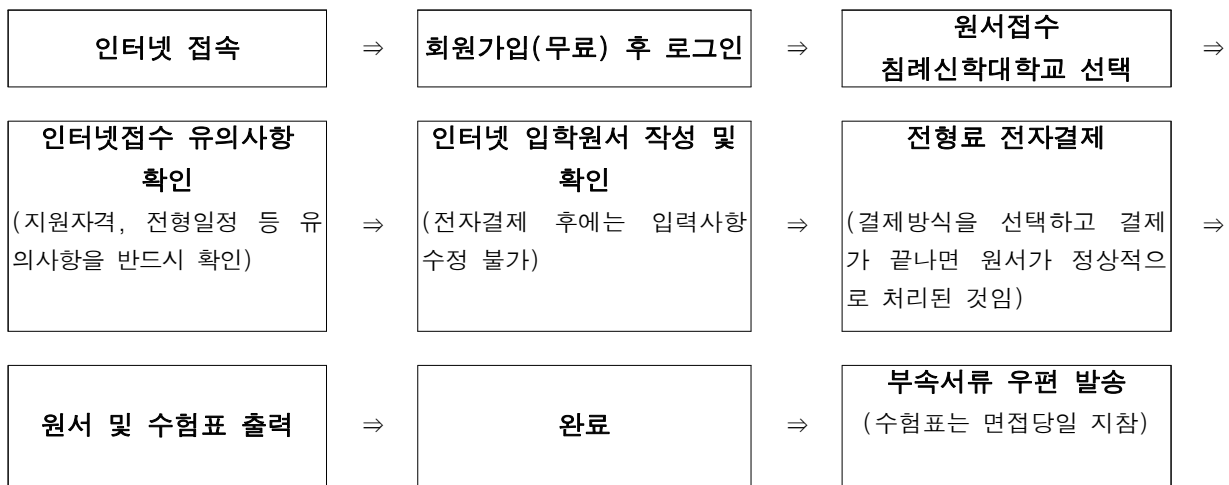 인터넷 접속 ⇒ 회원가입(무료) 후 로그인 ⇒ 원서접수
침례신학대학교 선택 ⇒
인터넷접수 유의사항
확인
(지원자격, 전형일정 등 유
의사항을 반드시 확인)
⇒
인터넷 입학원서 작성 및
확인
(전자결제 후에는 입력사항
수정 불가)
⇒
전형료 전자결제
(결제방식을 선택하고 결제
가 끝나면 원서가 정상적으
로 처리된 것임)
⇒
원서 및 수험표 출력
⇒
완료
⇒
부속서류 우편 발송
(수험표는 면접당일 지참)